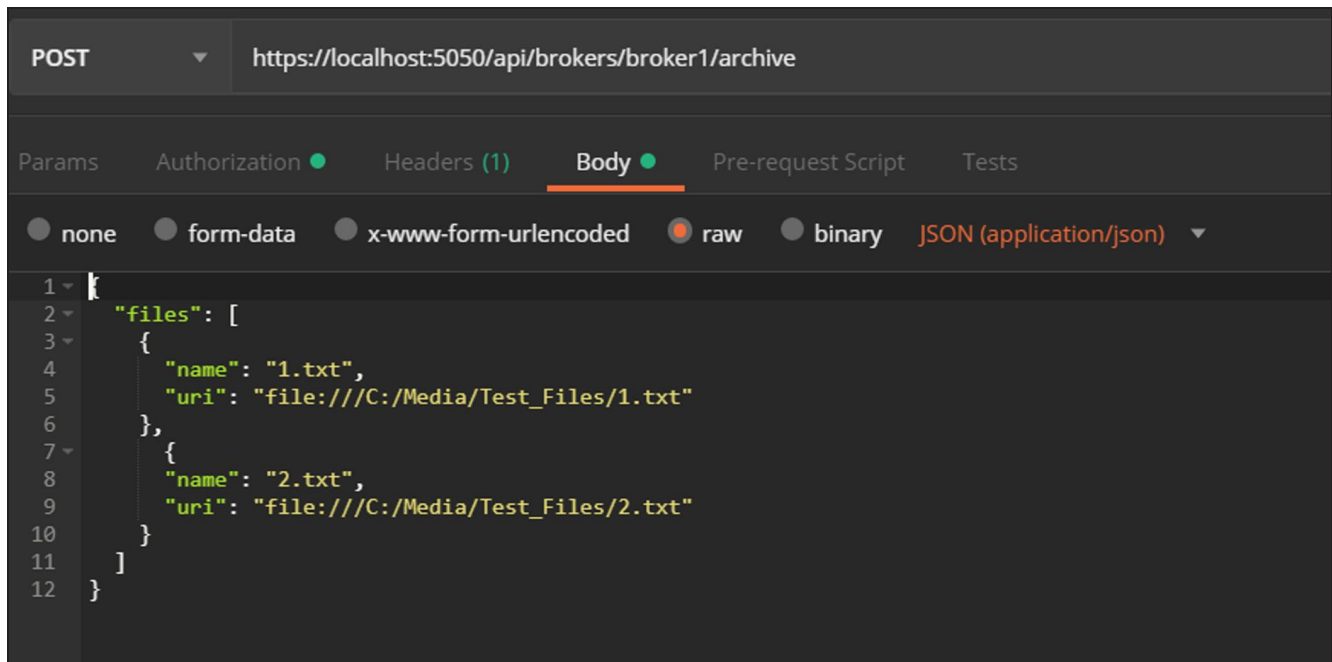 POST https://localhost:5050/api/brokers/broker1/archive
Params Authorization Headers (1) Body Pre-request Script Tests
none form-data x-www-form-urlencoded raw binary JSON (application/json)
1 {
2 "files": [
3 {
4 "name": "1.txt",
5 "uri": "file:///C:/Media/Test_Files/1.txt"
6 },
7 {
8 "name": "2.txt",
9 "uri": "file:///C:/Media/Test_Files/2.txt"
10 }
11 ]
12 }